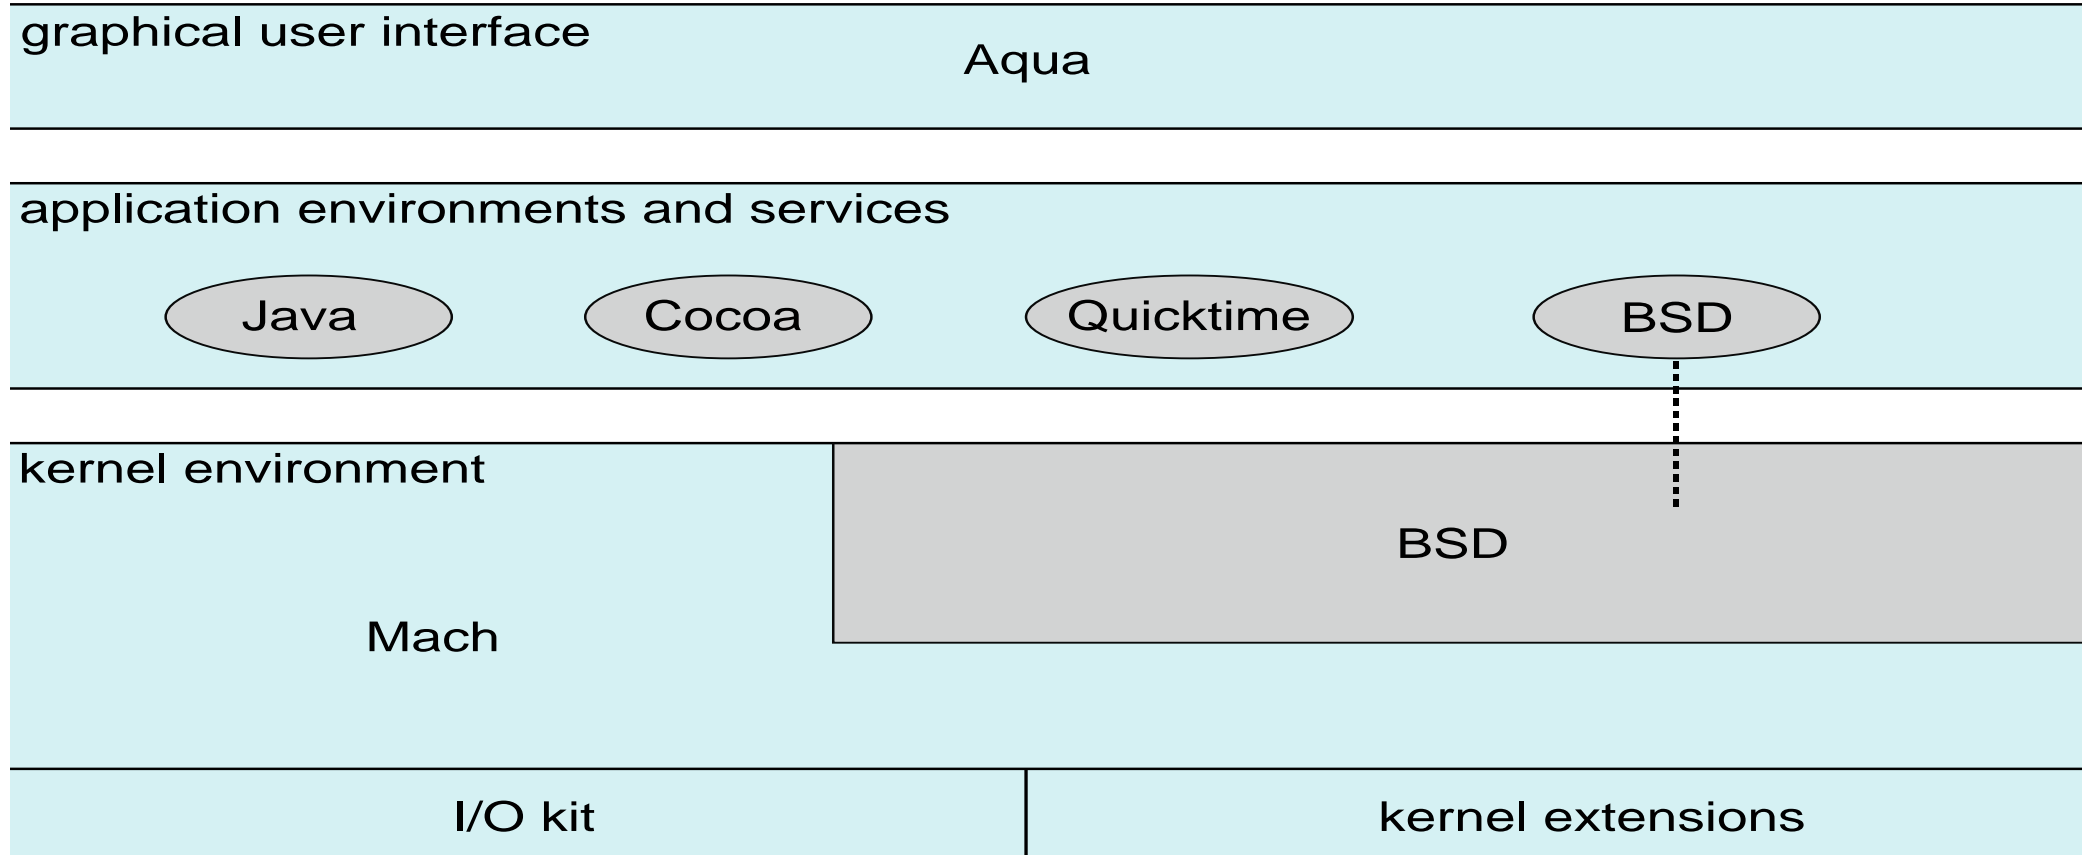 graphical user interface
Aqua
application environments and services
Java
Cocoa
Quicktime
BSD
kernel environment
BSD
Mach
I/O kit
kernel extensions